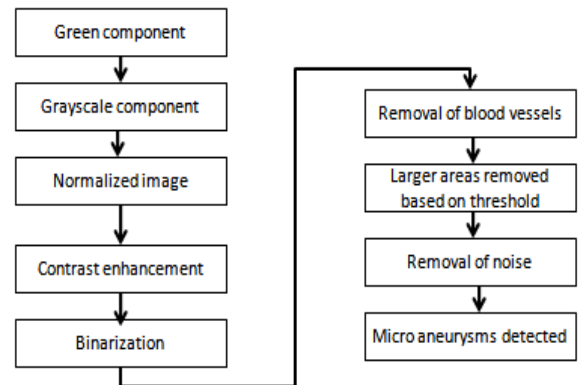 Green component
Grayscale component
Normalized image
Contrast enhancement
Binarization
Removal of blood vessels
Larger areas removed
based on threshold
Removal of noise
Micro aneurysms detected